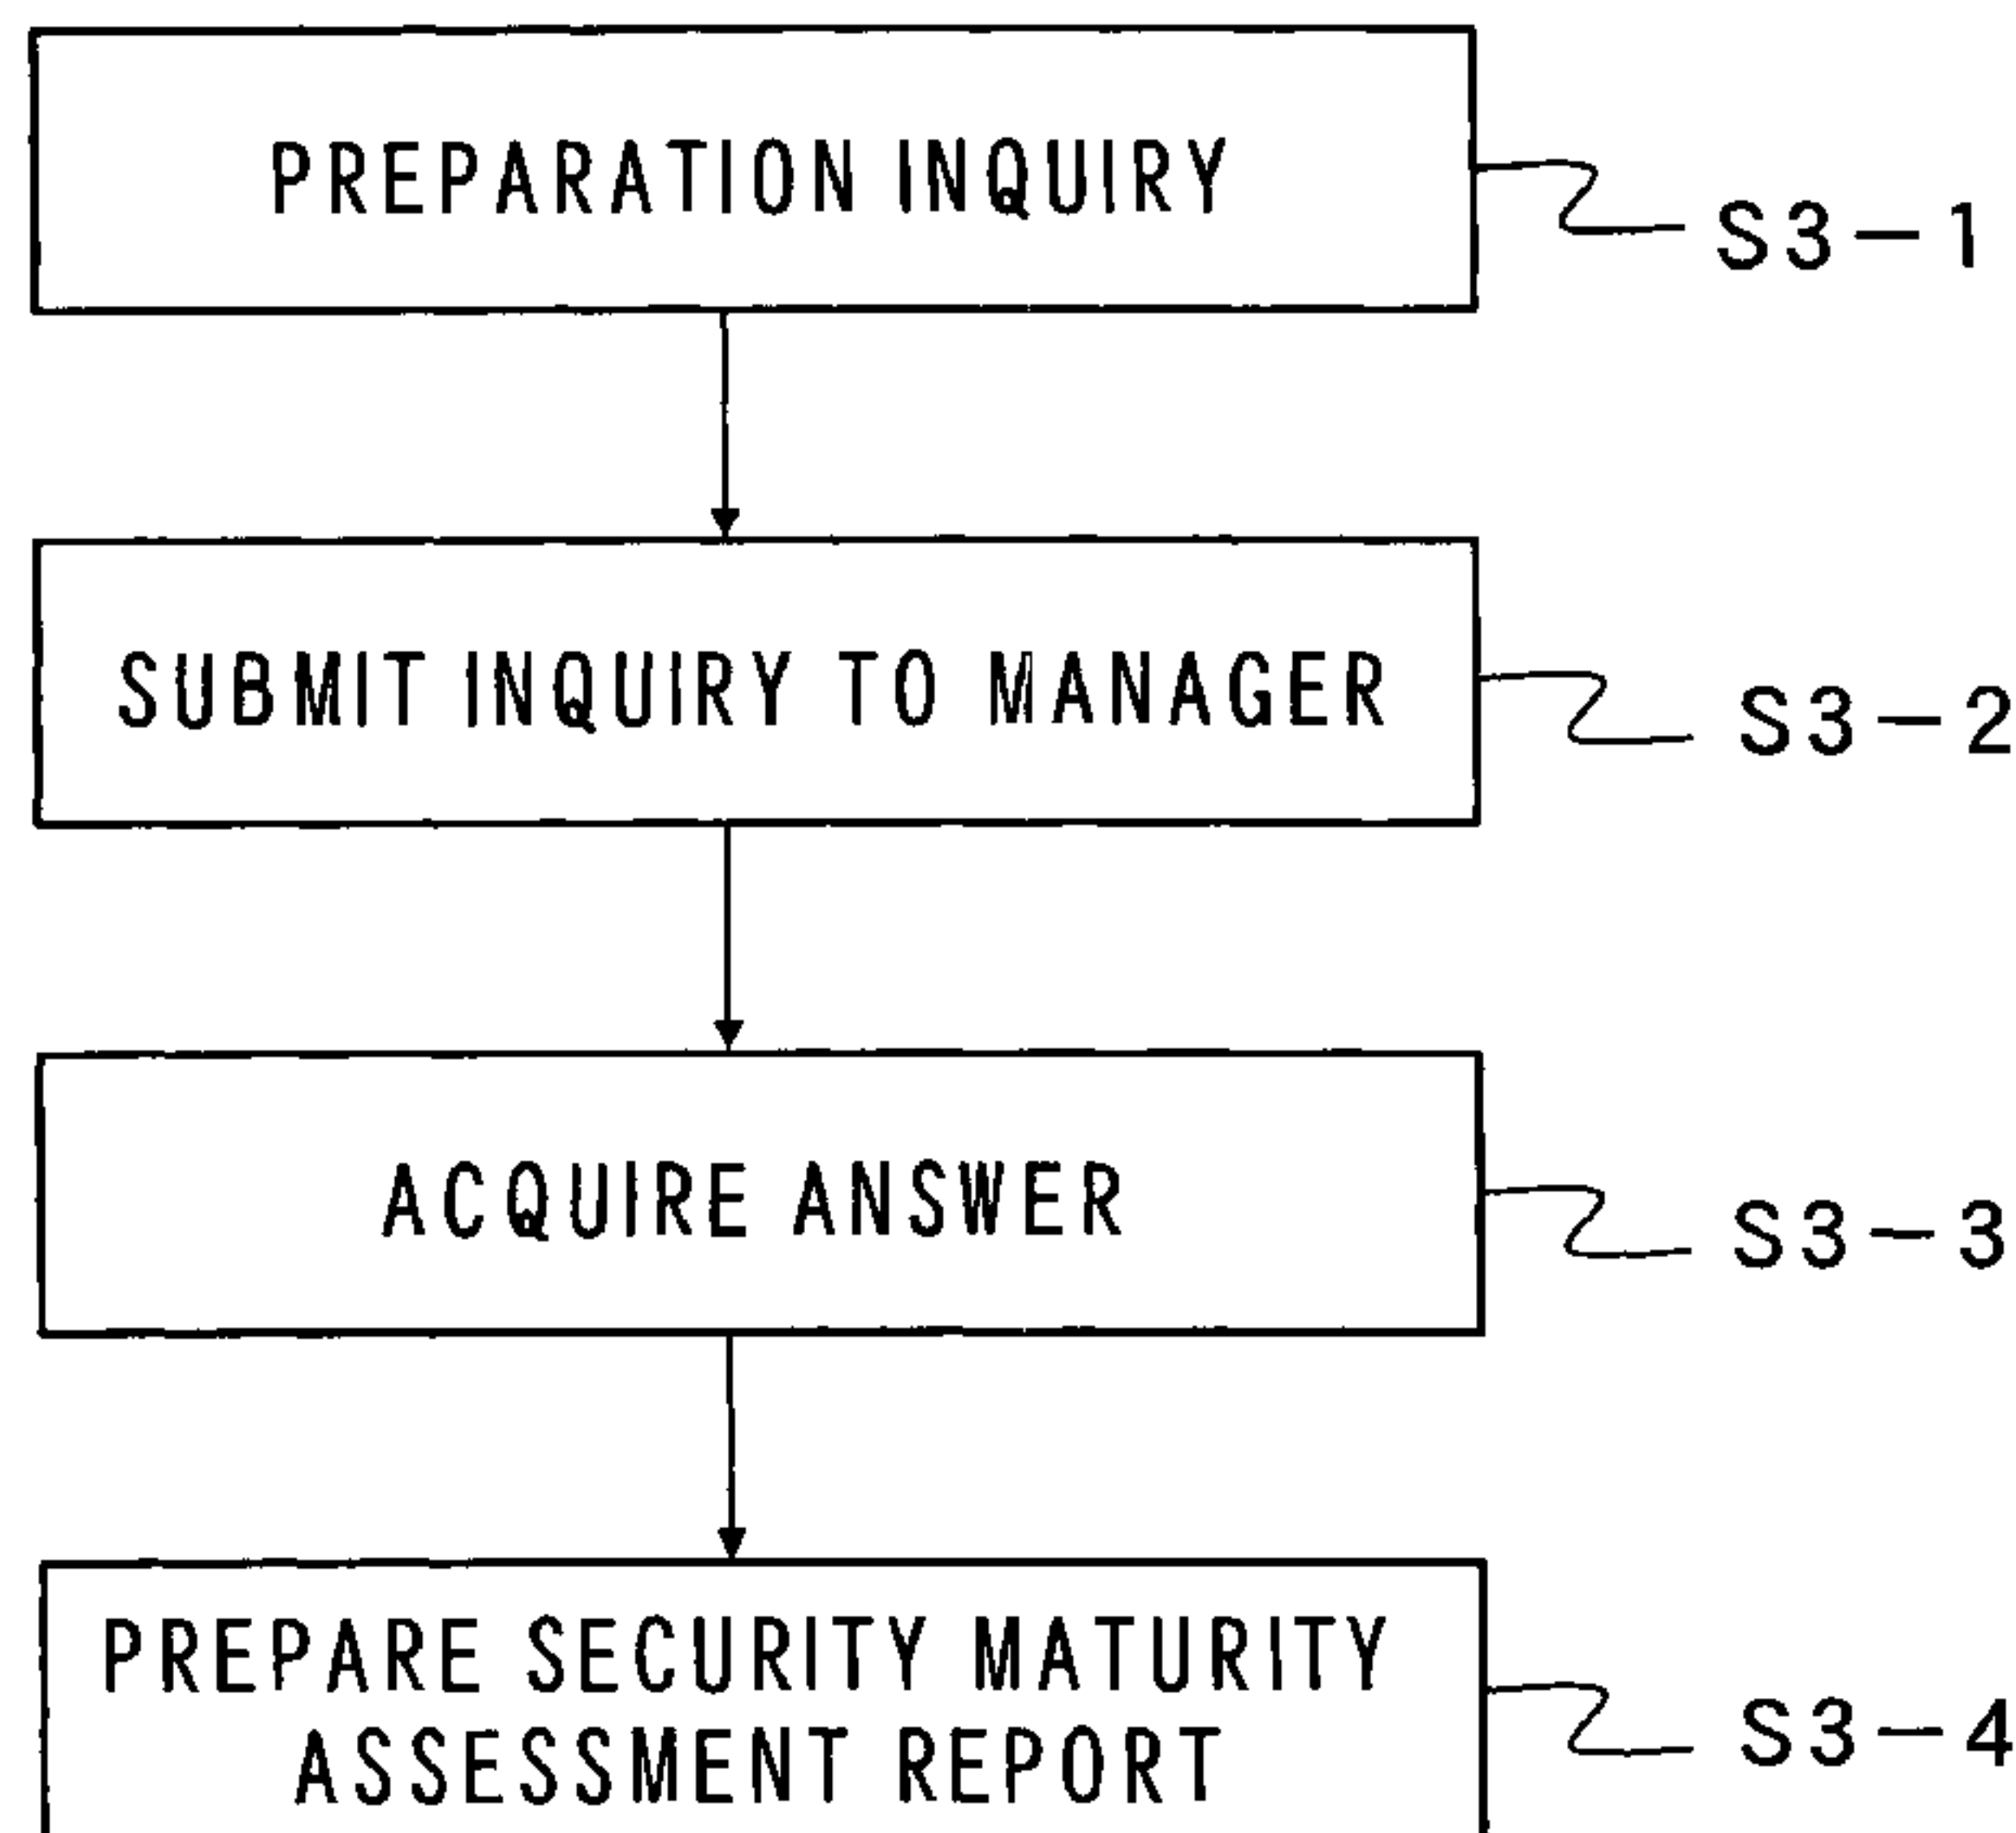 PREPARATION INQUIRY
S3-1
SUBMIT INQUIRY TO MANAGER
S3-2
ACQUIRE ANSWER
S3-3
PREPARE SECURITY MATURITY
ASSESSMENT REPORT
S3-4